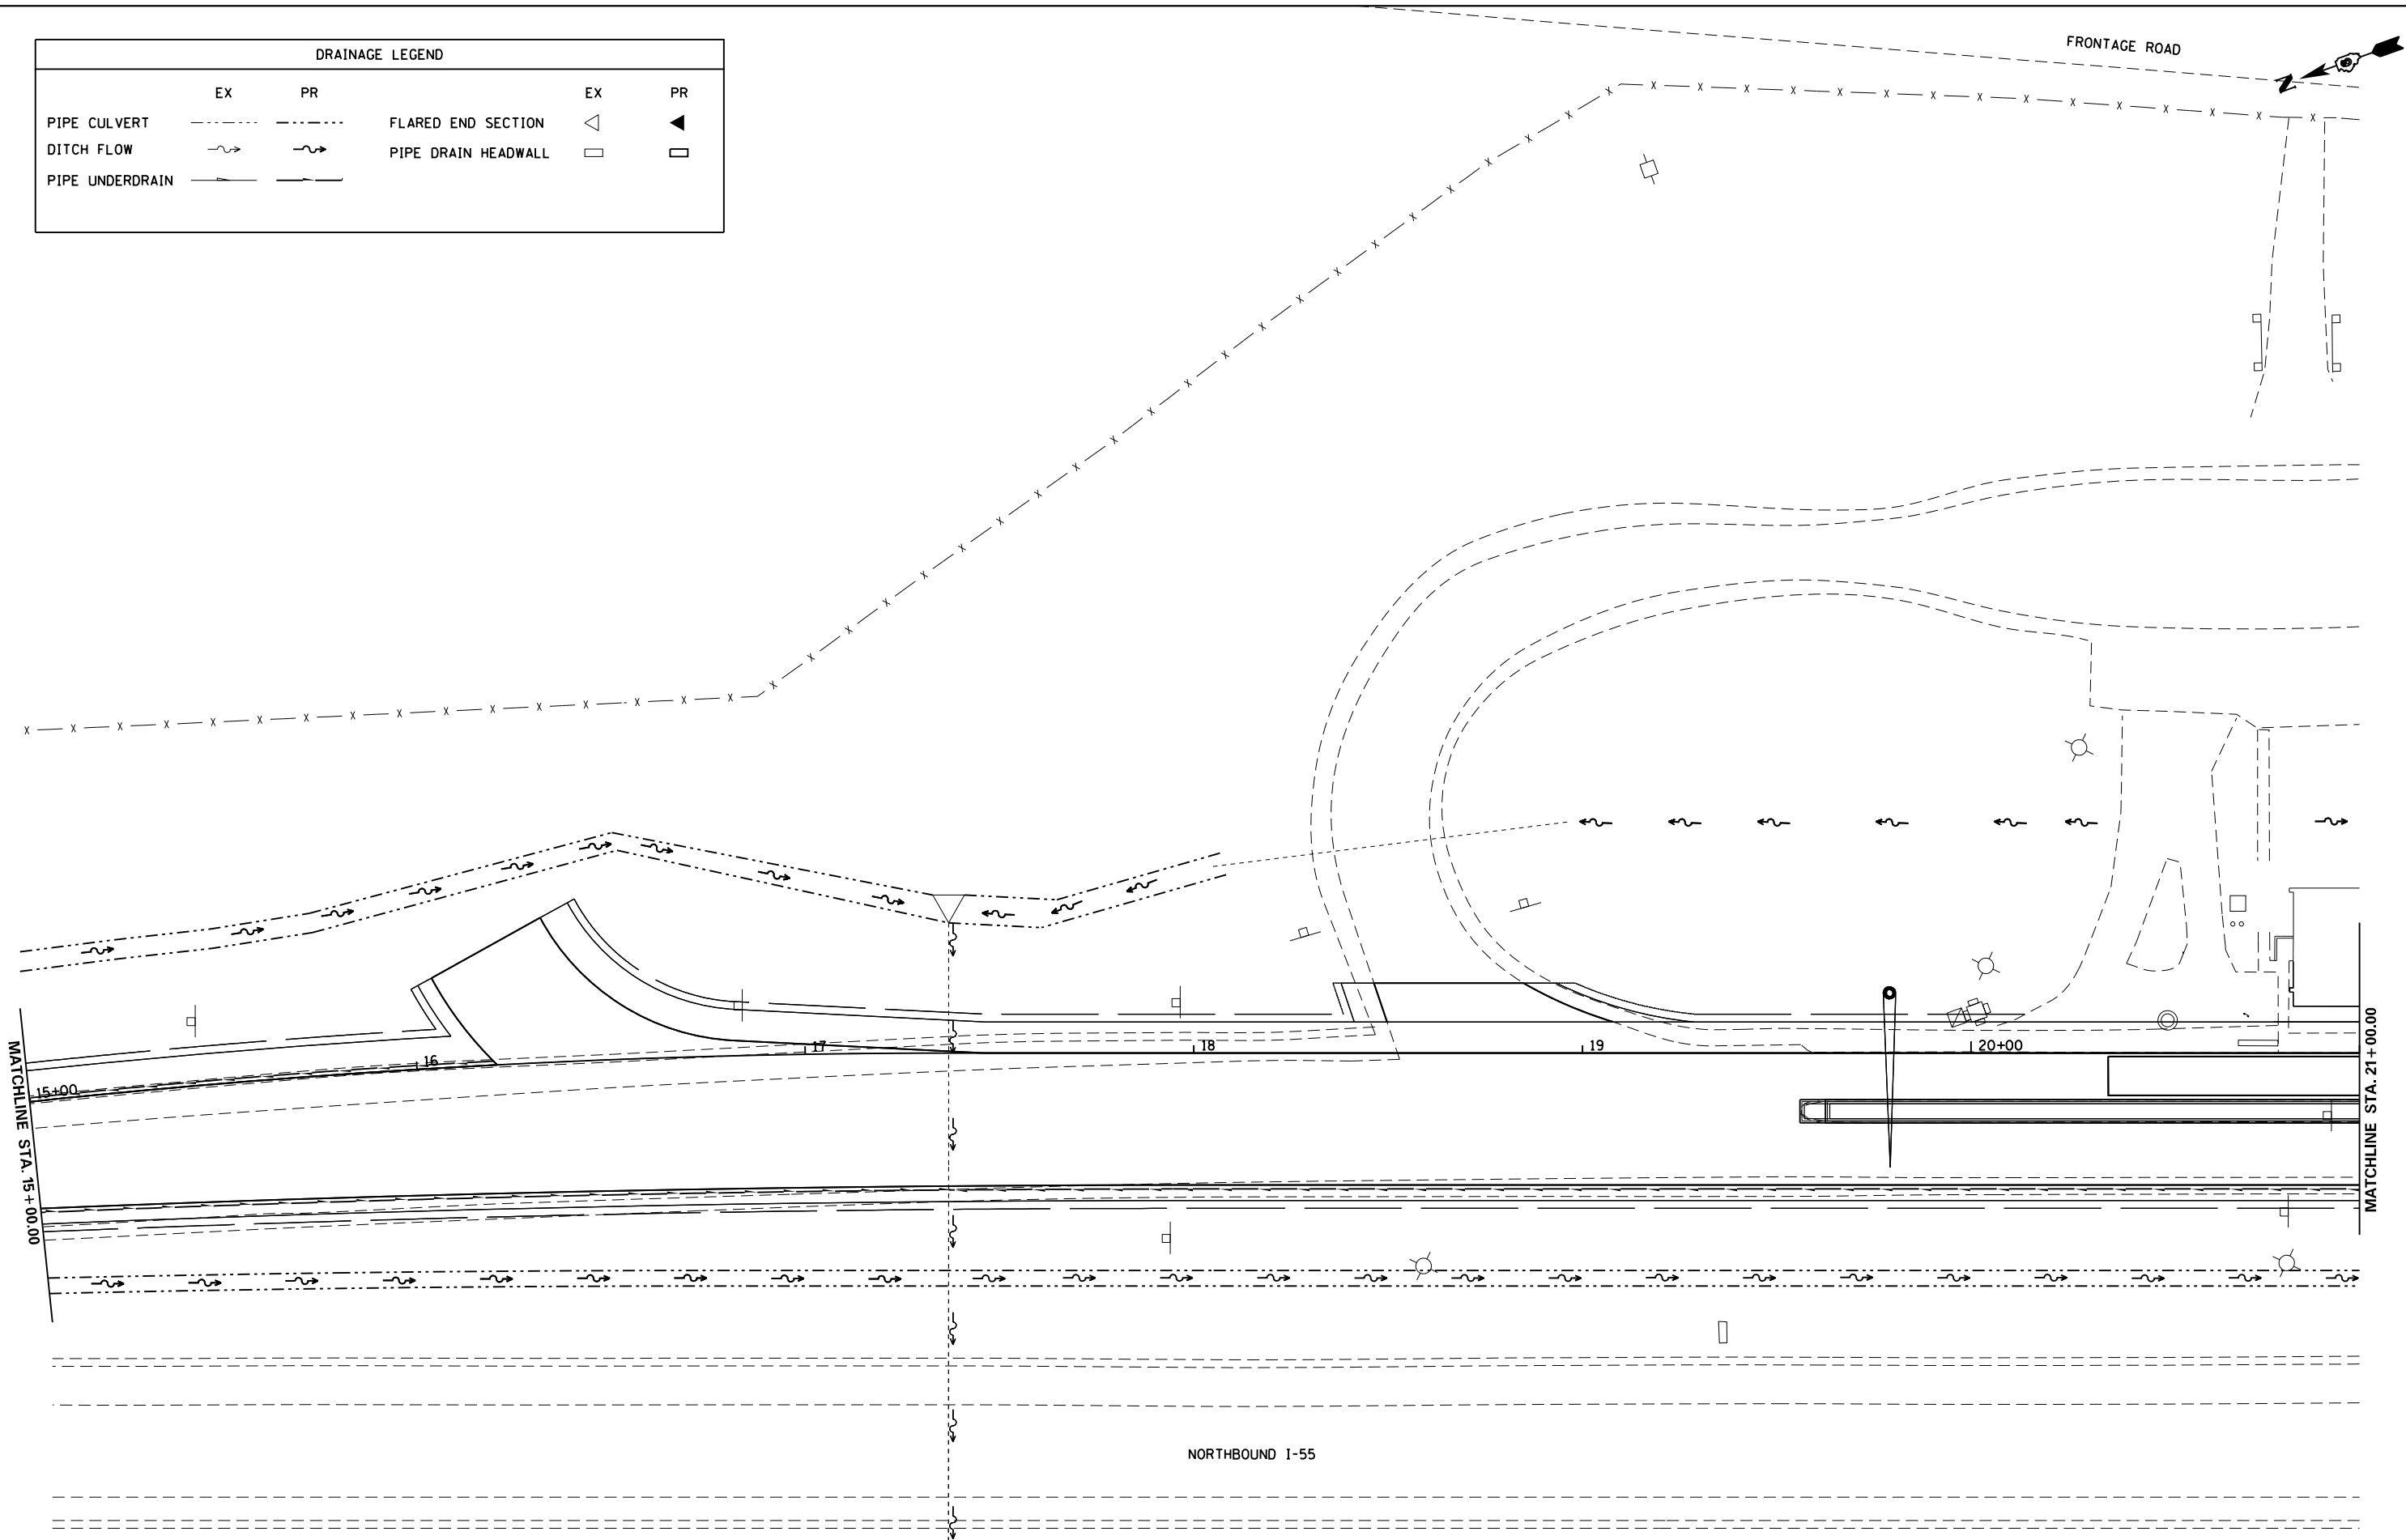 DRAINAGE LEGEND
EX PR EX PR
PIPE CULVERT FLARED END SECTION
DITCH FLOW PIPE DRAIN HEADWALL
PIPE UNDERDRAIN
FRONTAGE ROAD
N
15+00
16
17
18
19
20+00
MATCHLINE STA. 15+00.00
MATCHLINE STA. 21+00.00
NORTHBOUND I-55